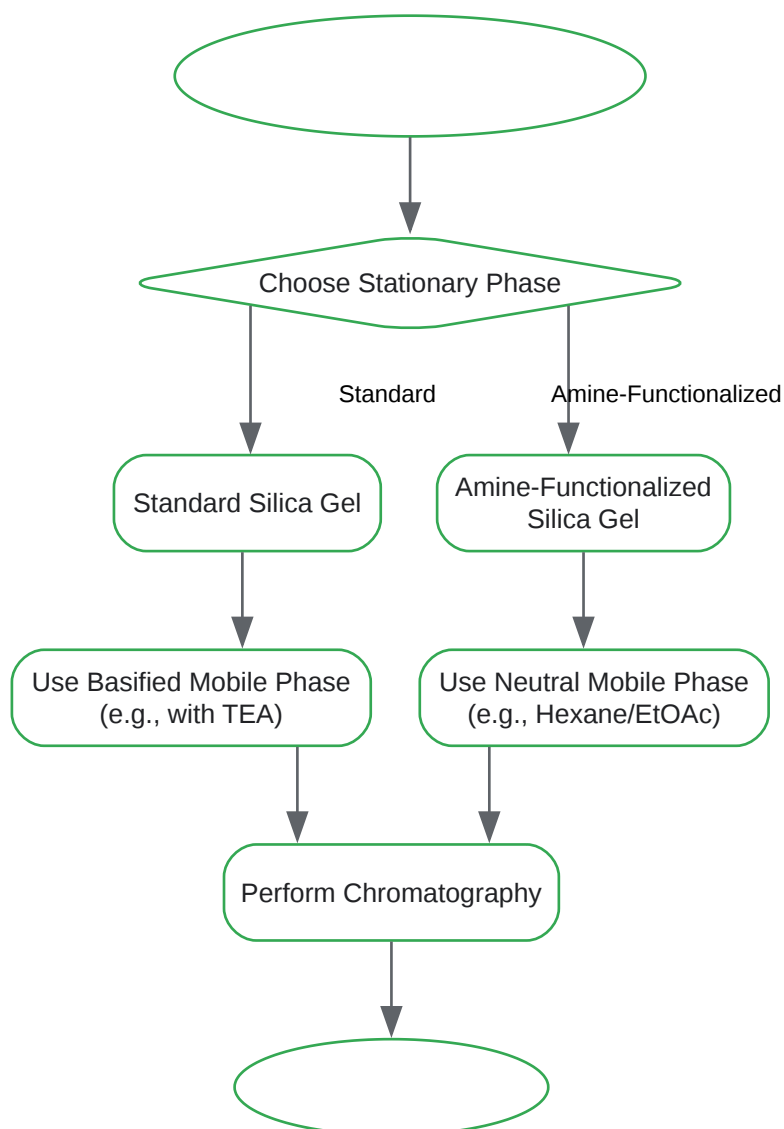 Choose Stationary Phase
Standard
Amine-Functionalized
Standard Silica Gel
Amine-Functionalized
Silica Gel
Use Basified Mobile Phase
(e.g., with TEA)
Use Neutral Mobile Phase
(e.g., Hexane/EtOAc)
Perform Chromatography